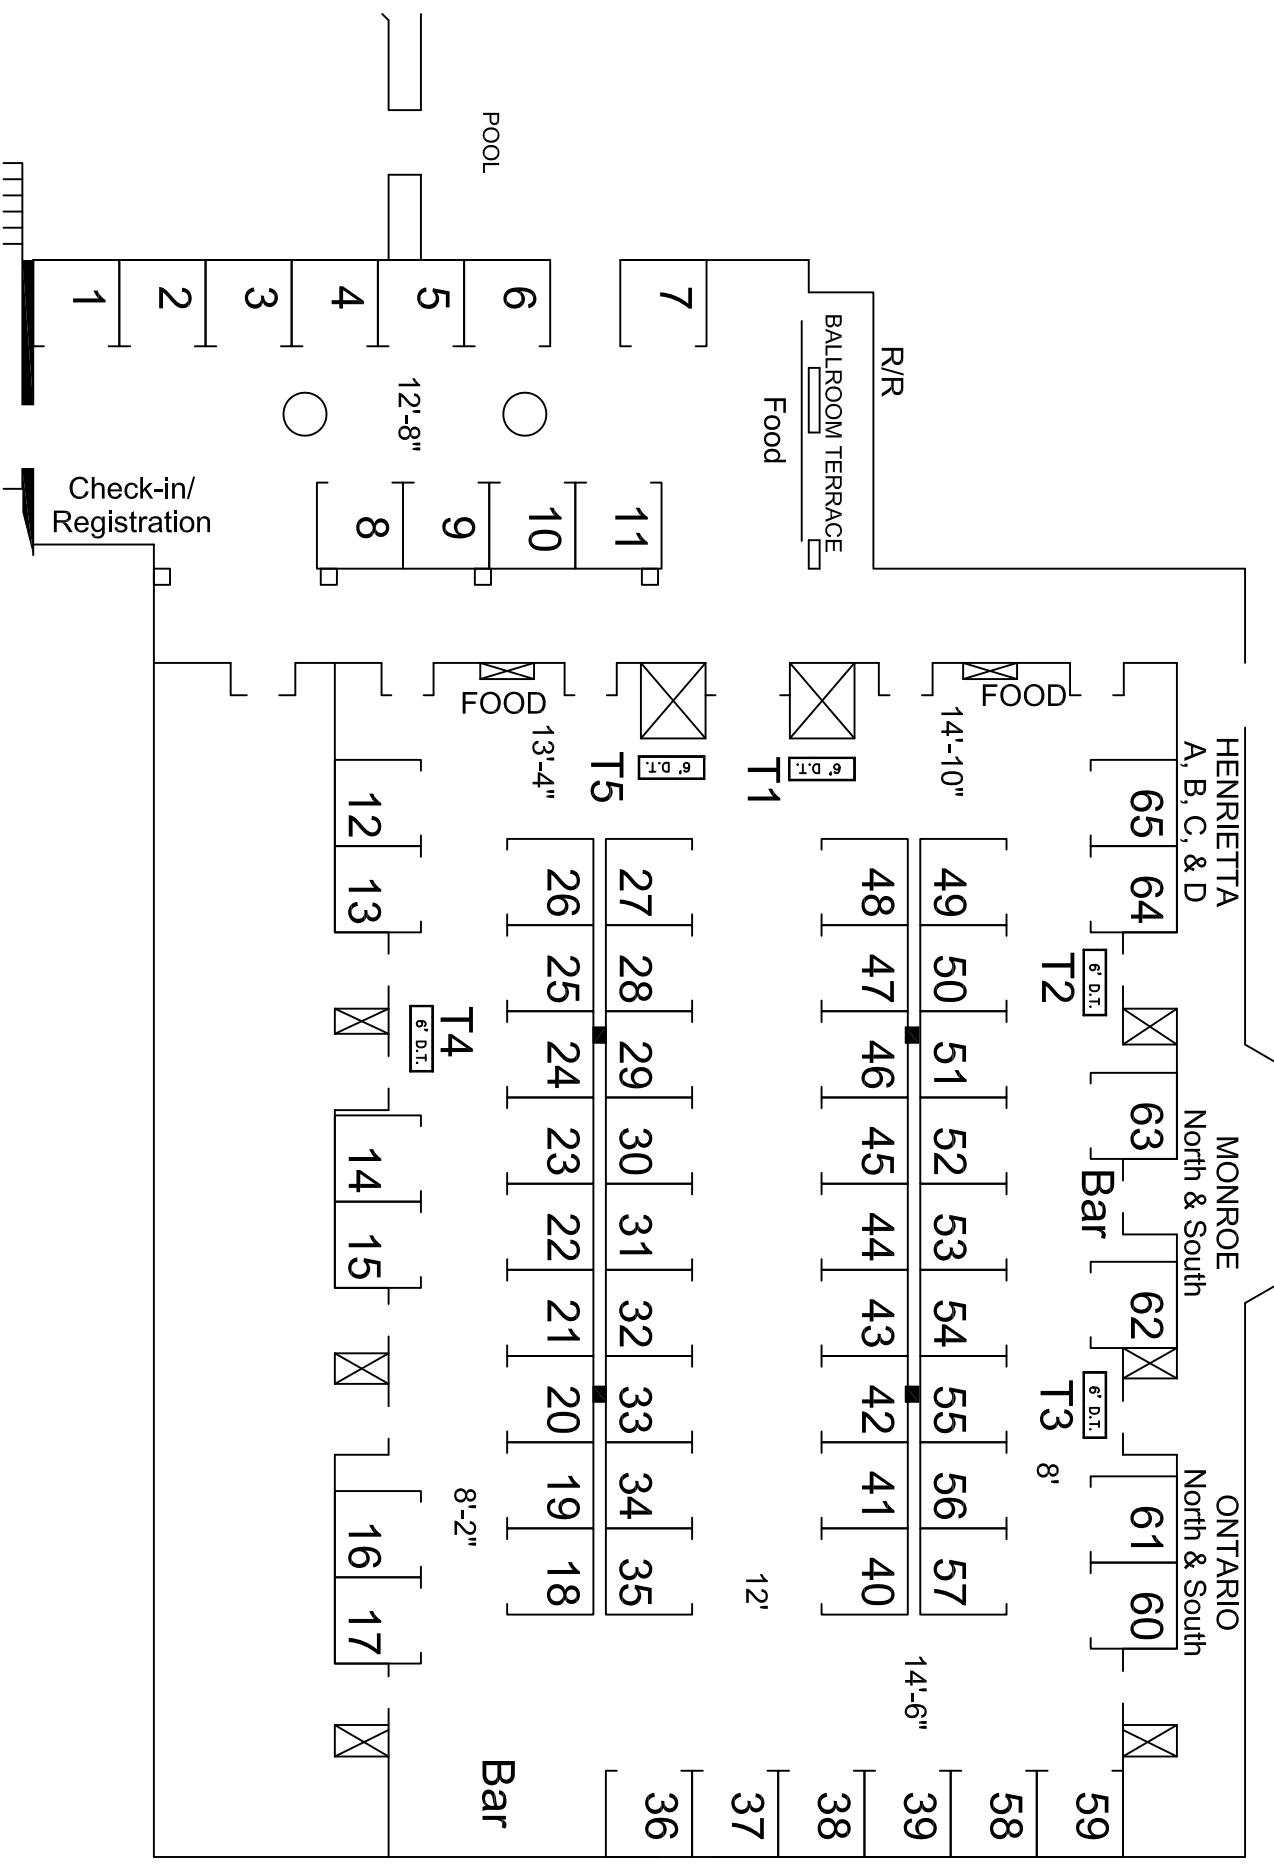 POOL
1
2
3
4
5
6
7
12'-8"
R/R
BALLROOM TERRACE
Food
Check-in/
Registration
8
9
10
11
FOOD
FOOD
13'-4"
14'-10"
T5
6' D.T.
T1
6' D.T.
HENRIETTA
A, B, C, & D
12
13
26
27
48
49
65
64
25
28
47
50
T2
6' D.T.
T4
6' D.T.
24
29
46
51
63
MONROE
North & South
14
23
30
45
52
Bar
15
22
31
44
53
21
32
43
54
62
20
33
42
55
T3
6' D.T.
8'
8'-2"
16
19
34
41
56
61
ONTARIO
North & South
17
18
35
12'
40
57
60
14'-6"
Bar
36
37
38
39
58
59